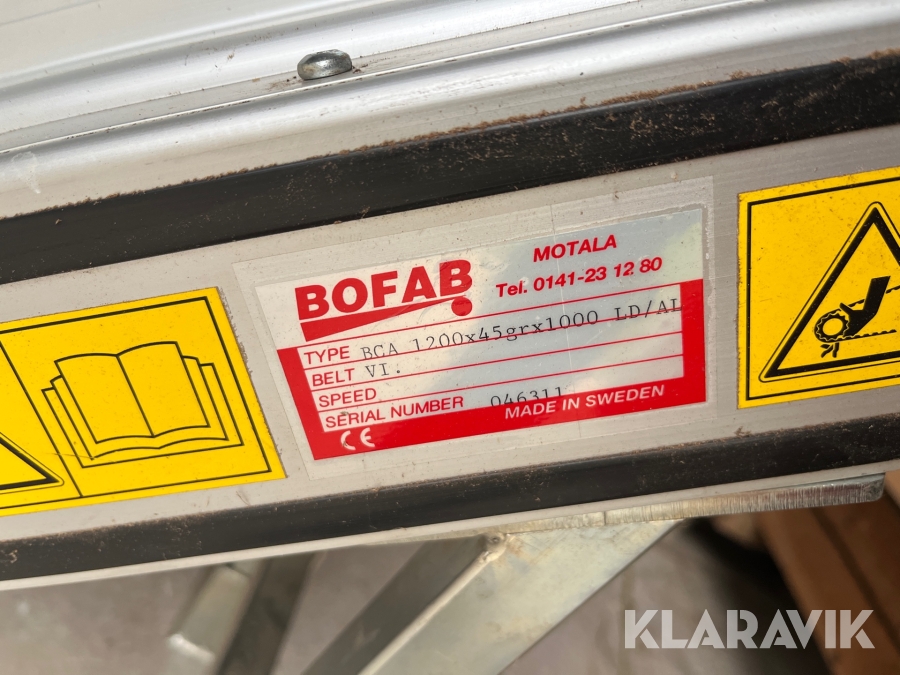 BOFAB
MOTALA
Tel. 0141-23 12 80
TYPE BCA 1200x45grx1000 LD/AL
BELT VI.
SPEED
SERIAL NUMBER 046311
CE MADE IN SWEDEN
KLARAVIK